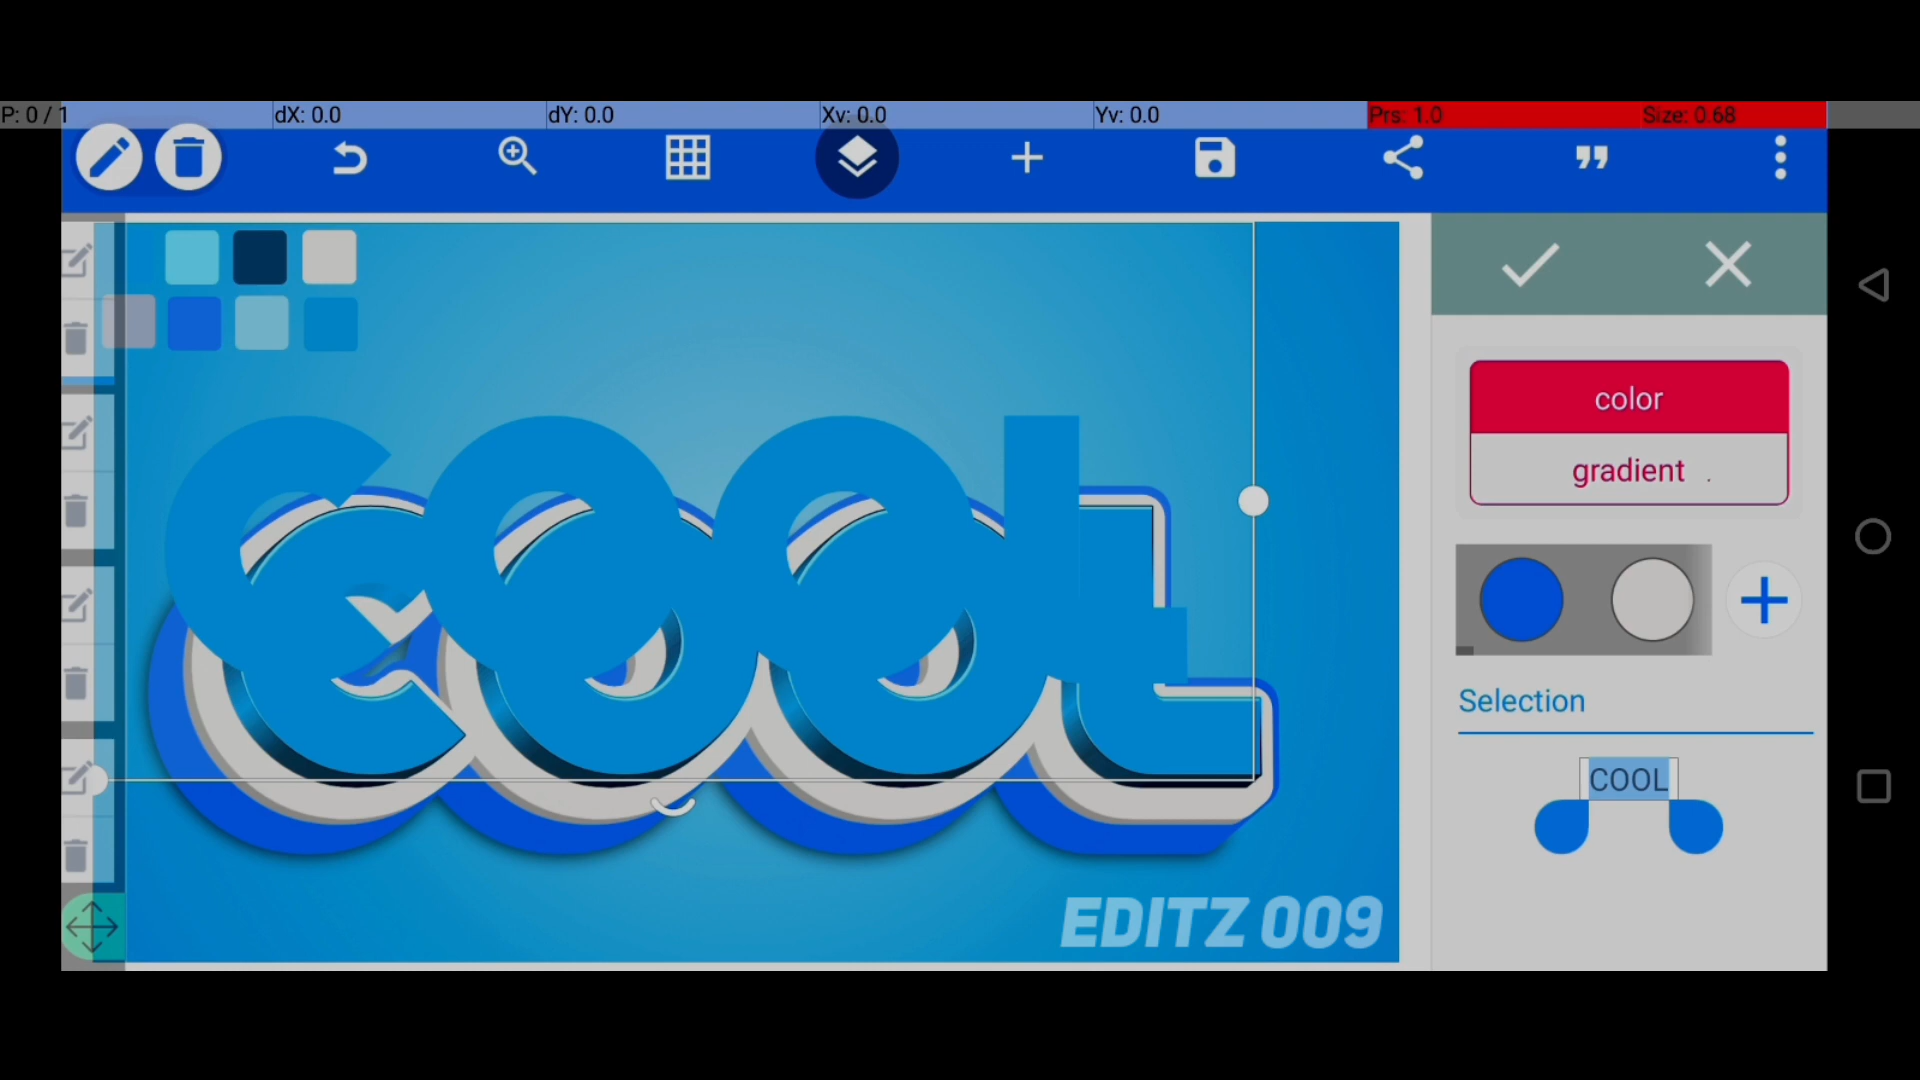 P: 0 / 1 dX: 0.0 dY: 0.0 Xv: 0.0 Yv: 0.0 Prs: 1.0 Size: 0.68
color
gradient
Selection
COOL
COOL
EDITZ 009